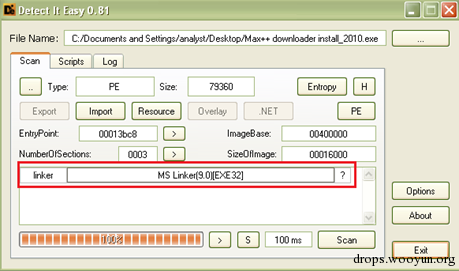 Detect It Easy 0.81
File Name: C:/Documents and Settings/analyst/Desktop/Max++ downloader install_2010.exe ...
Scan Scripts Log
.. Type: PE Size: 79360 Entropy H
Export Import Resource Overlay .NET PE
EntryPoint: 00013bc8 > ImageBase: 00400000
NumberOfSections: 0003 > SizeOfImage: 00016000
linker MS Linker(9.0)[EXE32] ?
Options
About
100% > S 100 ms Scan
Exit
drops.wooyun.org